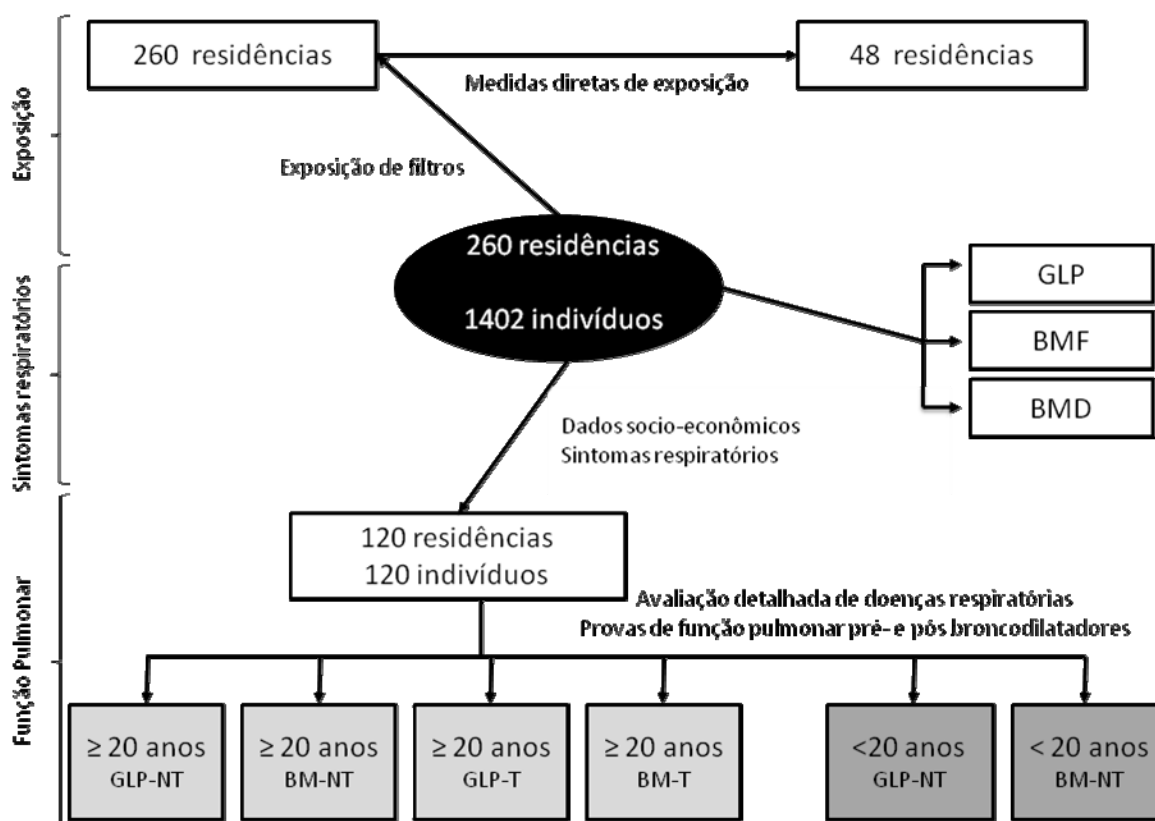 260 residências
48 residências
Medidas diretas de exposição
Exposição
Exposição de filtros
260 residências
1402 indivíduos
GLP
BMF
BMD
Sintomas respiratórios
Dados socio-econômicos
Sintomas respiratórios
120 residências
120 indivíduos
Avaliação detalhada de doenças respiratórias
Provas de função pulmonar pré- e pós broncodilatadores
Função Pulmonar
≥ 20 anos
GLP-NT
≥ 20 anos
BM-NT
≥ 20 anos
GLP-T
≥ 20 anos
BM-T
<20 anos
GLP-NT
< 20 anos
BM-NT